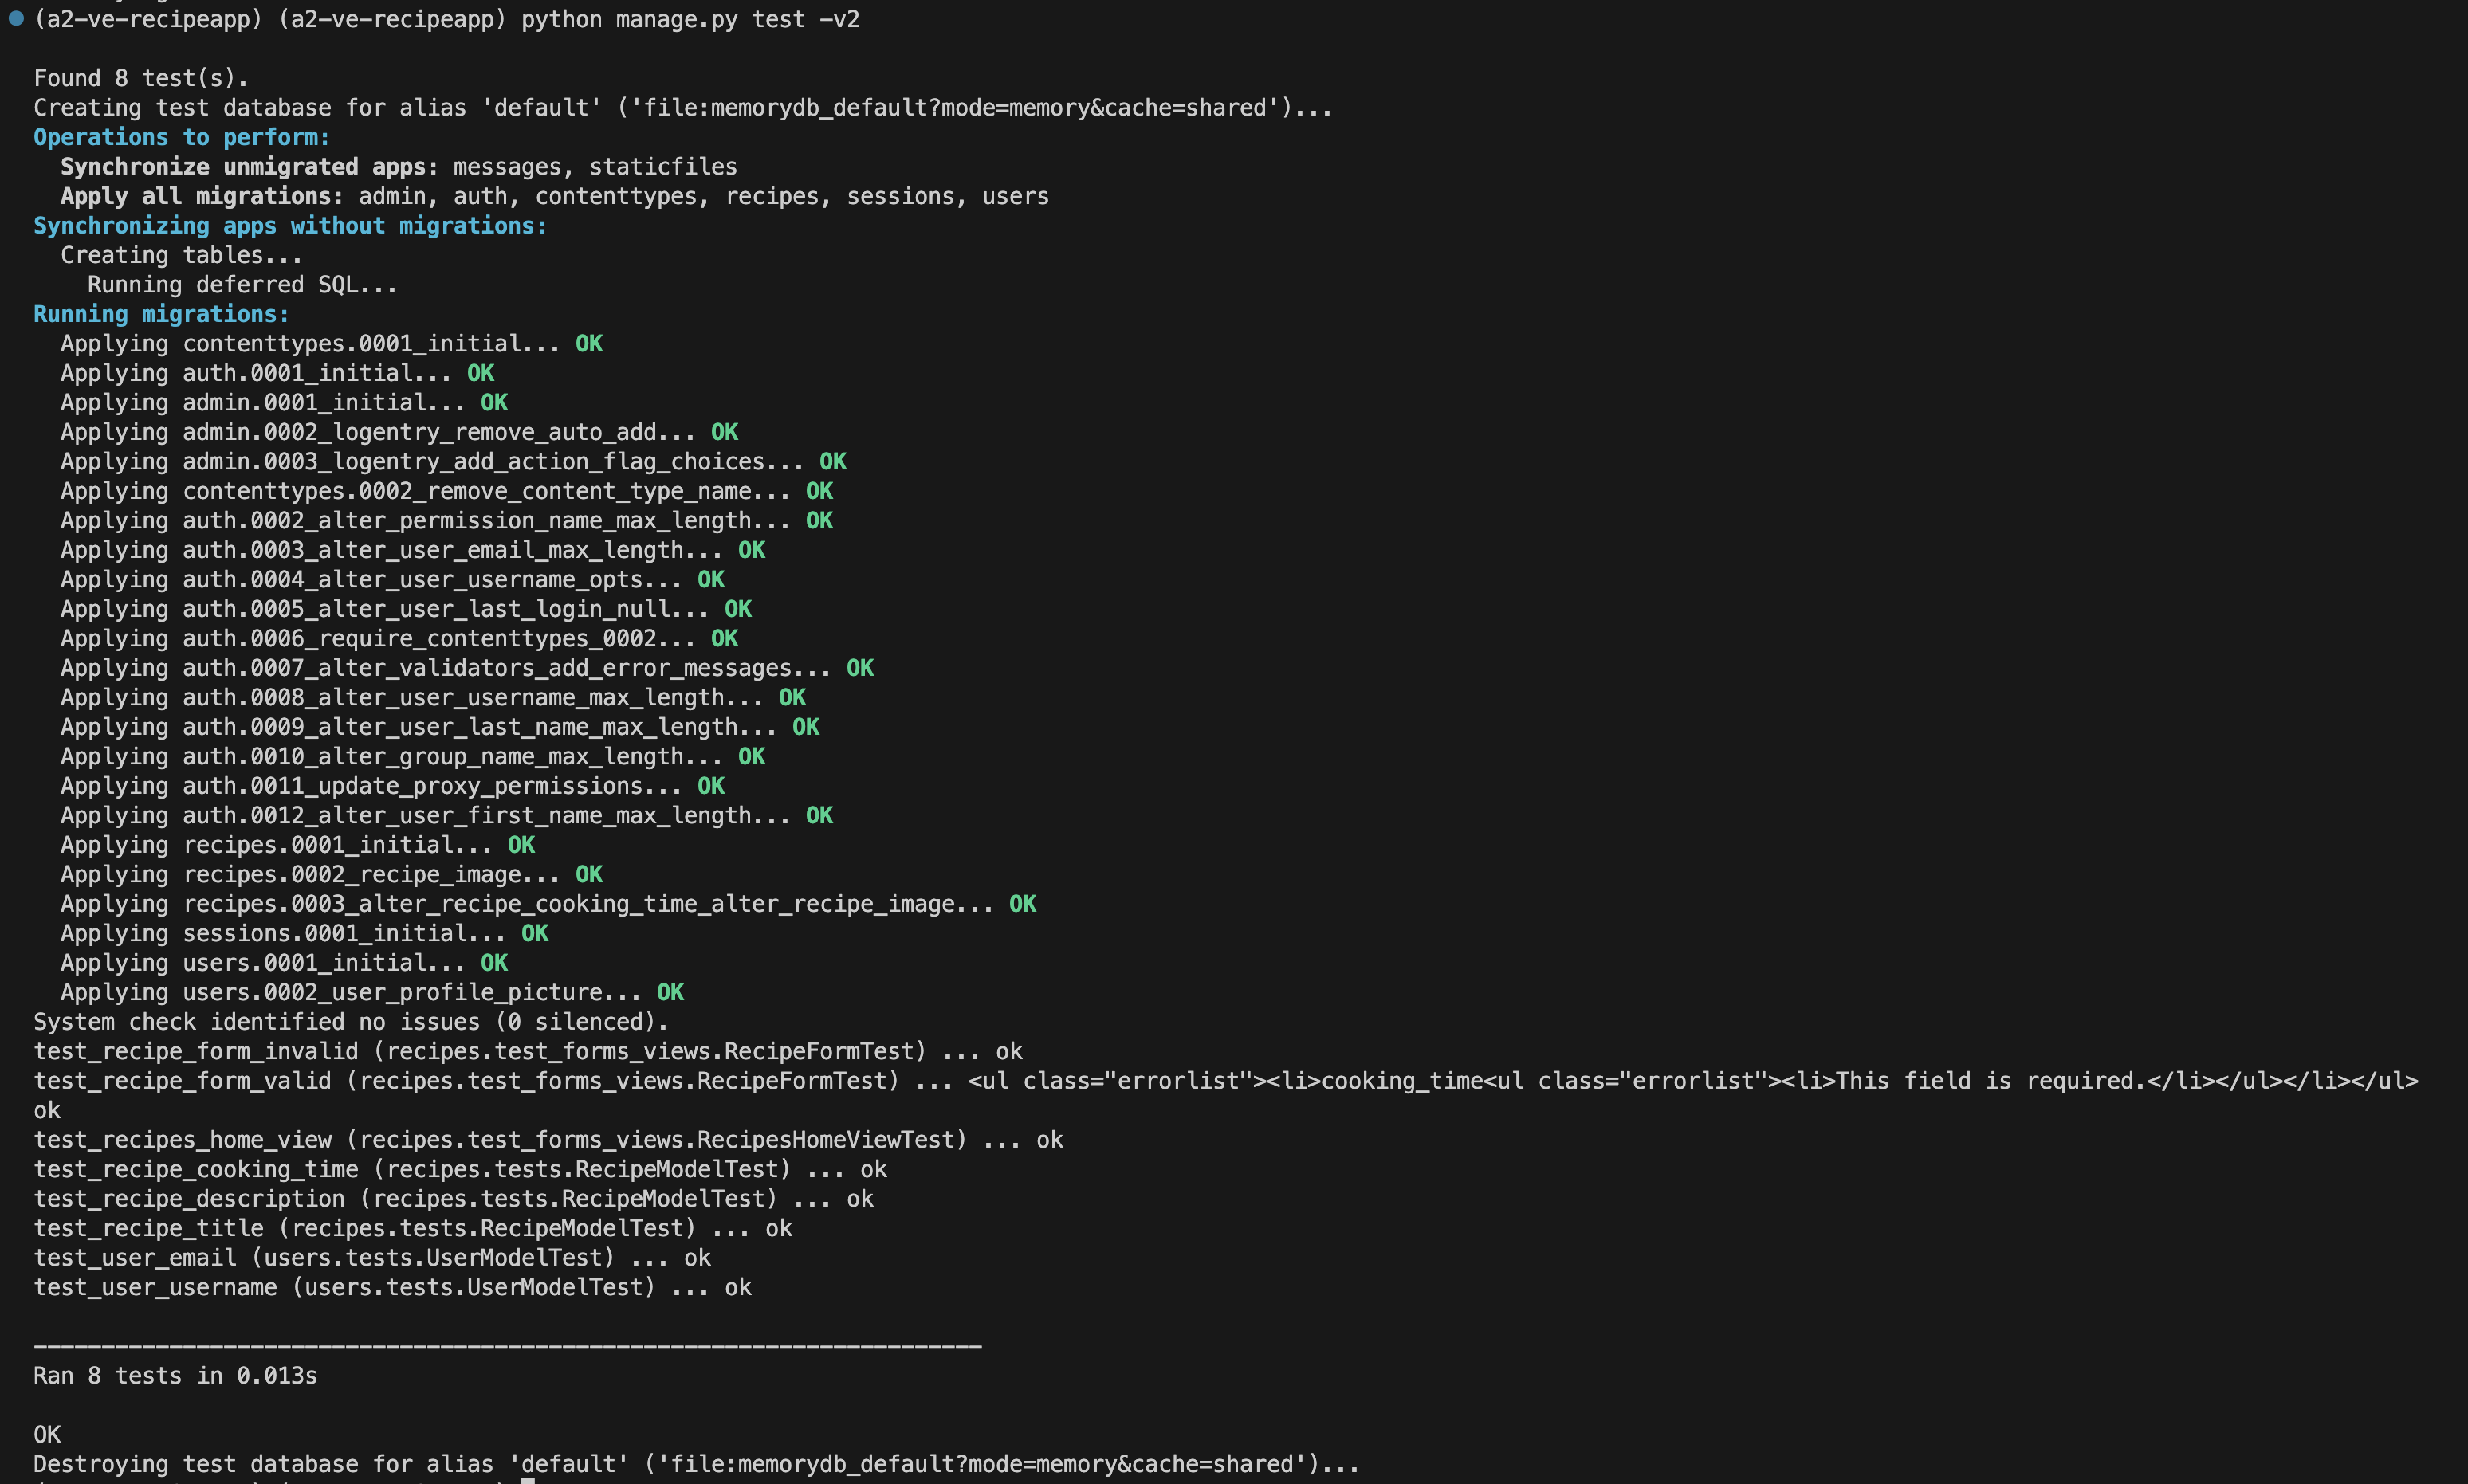 (a2-ve-recipeapp) (a2-ve-recipeapp) python manage.py test -v2
Found 8 test(s).
Creating test database for alias 'default' ('file:memorydb_default?mode=memory&cache=shared')...
Operations to perform:
  Synchronize unmigrated apps: messages, staticfiles
  Apply all migrations: admin, auth, contenttypes, recipes, sessions, users
Synchronizing apps without migrations:
  Creating tables...
    Running deferred SQL...
Running migrations:
  Applying contenttypes.0001_initial... OK
  Applying auth.0001_initial... OK
  Applying admin.0001_initial... OK
  Applying admin.0002_logentry_remove_auto_add... OK
  Applying admin.0003_logentry_add_action_flag_choices... OK
  Applying contenttypes.0002_remove_content_type_name... OK
  Applying auth.0002_alter_permission_name_max_length... OK
  Applying auth.0003_alter_user_email_max_length... OK
  Applying auth.0004_alter_user_username_opts... OK
  Applying auth.0005_alter_user_last_login_null... OK
  Applying auth.0006_require_contenttypes_0002... OK
  Applying auth.0007_alter_validators_add_error_messages... OK
  Applying auth.0008_alter_user_username_max_length... OK
  Applying auth.0009_alter_user_last_name_max_length... OK
  Applying auth.0010_alter_group_name_max_length... OK
  Applying auth.0011_update_proxy_permissions... OK
  Applying auth.0012_alter_user_first_name_max_length... OK
  Applying recipes.0001_initial... OK
  Applying recipes.0002_recipe_image... OK
  Applying recipes.0003_alter_recipe_cooking_time_alter_recipe_image... OK
  Applying sessions.0001_initial... OK
  Applying users.0001_initial... OK
  Applying users.0002_user_profile_picture... OK
System check identified no issues (0 silenced).
test_recipe_form_invalid (recipes.test_forms_views.RecipeFormTest) ... ok
test_recipe_form_valid (recipes.test_forms_views.RecipeFormTest) ... <ul class="errorlist"><li>cooking_time<ul class="errorlist"><li>This field is required.</li></ul></li></ul>
ok
test_recipes_home_view (recipes.test_forms_views.RecipesHomeViewTest) ... ok
test_recipe_cooking_time (recipes.tests.RecipeModelTest) ... ok
test_recipe_description (recipes.tests.RecipeModelTest) ... ok
test_recipe_title (recipes.tests.RecipeModelTest) ... ok
test_user_email (users.tests.UserModelTest) ... ok
test_user_username (users.tests.UserModelTest) ... ok
----------------------------------------------------------------------
Ran 8 tests in 0.013s
OK
Destroying test database for alias 'default' ('file:memorydb_default?mode=memory&cache=shared')...